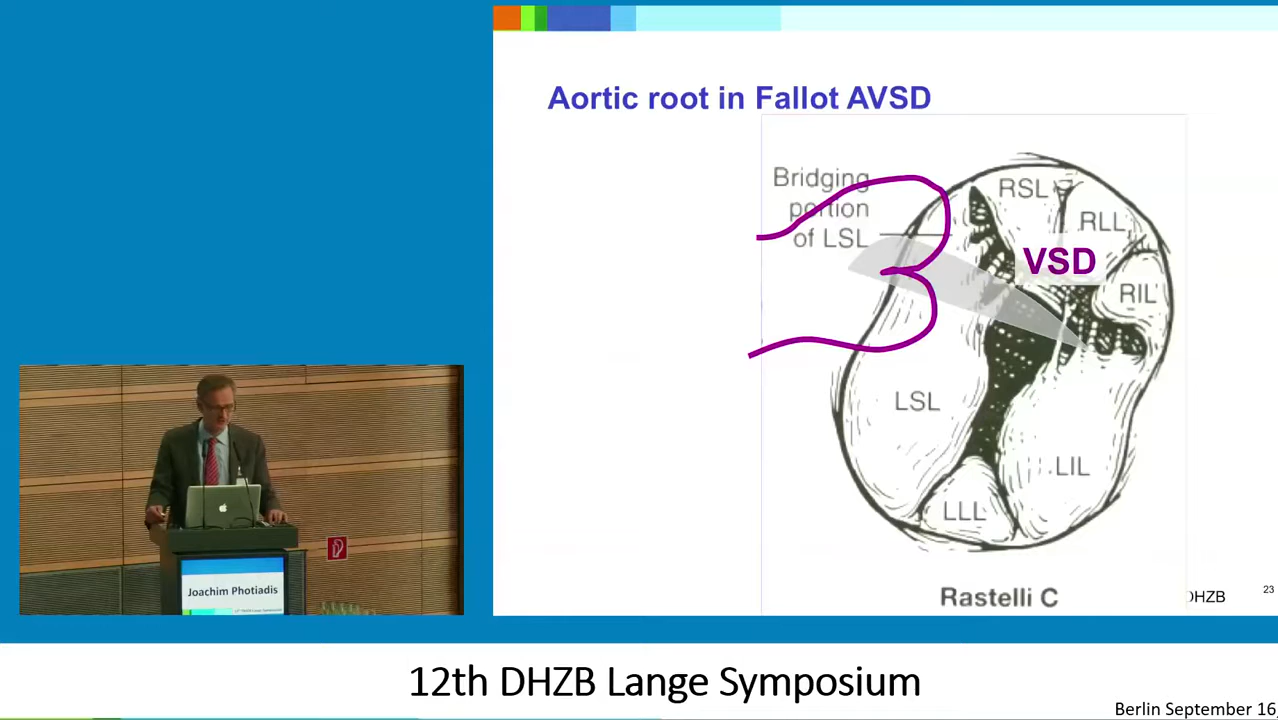 Aortic root in Fallot AVSD
Bridging
portion
of LSL
RSL
RLL
VSD
RIL
LSL
LIL
LLL
Rastelli C
DHZB
23
Joachim Photiadis
12th DHZB Lange Symposium
Berlin September 16,